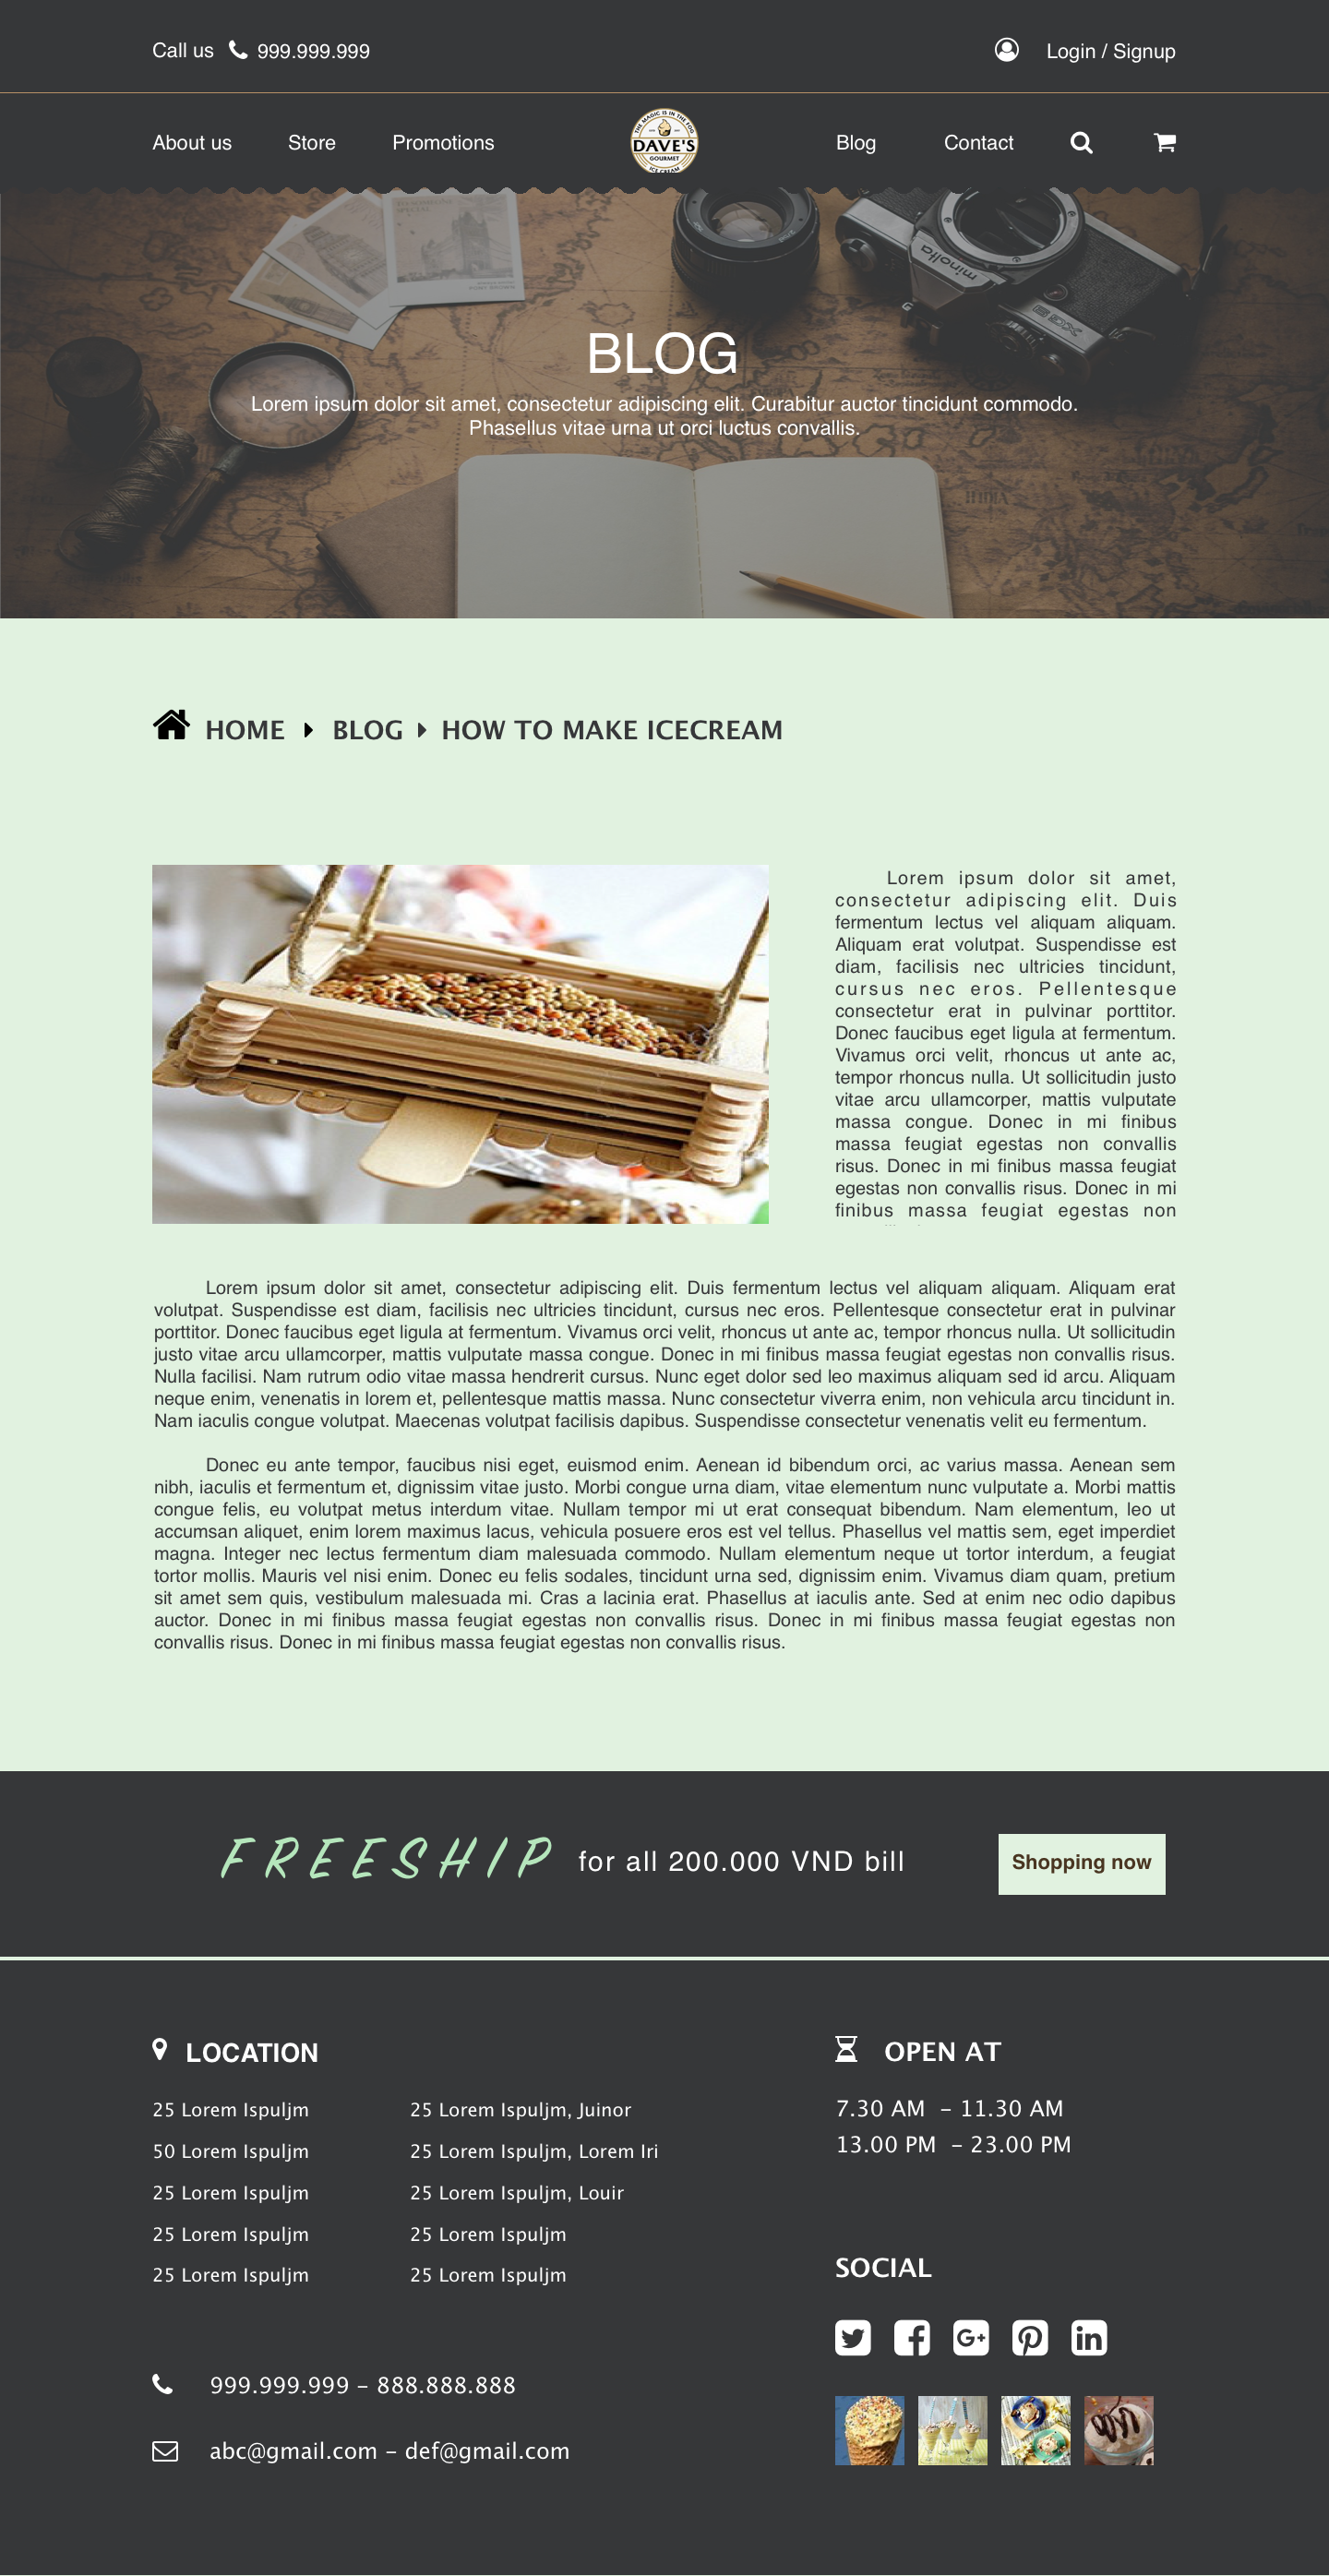 Call us 999.999.999
Login / Signup
About us
Store
Promotions
THE MAGIC IS IN THE FOG
DAVE'S
GOURMET
ICE CREAM
Blog
Contact
minolta
BLOG
Lorem ipsum dolor sit amet, consectetur adipiscing elit. Curabitur auctor tincidunt commodo.
Phasellus vitae urna ut orci luctus convallis.
HOME BLOG HOW TO MAKE ICECREAM
Lorem ipsum dolor sit amet,
consectetur adipiscing elit. Duis
fermentum lectus vel aliquam aliquam.
Aliquam erat volutpat. Suspendisse est
diam, facilisis nec ultricies tincidunt,
cursus nec eros. Pellentesque
consectetur erat in pulvinar porttitor.
Donec faucibus eget ligula at fermentum.
Vivamus orci velit, rhoncus ut ante ac,
tempor rhoncus nulla. Ut sollicitudin justo
vitae arcu ullamcorper, mattis vulputate
massa congue. Donec in mi finibus
massa feugiat egestas non convallis
risus. Donec in mi finibus massa feugiat
egestas non convallis risus. Donec in mi
finibus massa feugiat egestas non
Lorem ipsum dolor sit amet, consectetur adipiscing elit. Duis fermentum lectus vel aliquam aliquam. Aliquam erat
volutpat. Suspendisse est diam, facilisis nec ultricies tincidunt, cursus nec eros. Pellentesque consectetur erat in pulvinar
porttitor. Donec faucibus eget ligula at fermentum. Vivamus orci velit, rhoncus ut ante ac, tempor rhoncus nulla. Ut sollicitudin
justo vitae arcu ullamcorper, mattis vulputate massa congue. Donec in mi finibus massa feugiat egestas non convallis risus.
Nulla facilisi. Nam rutrum odio vitae massa hendrerit cursus. Nunc eget dolor sed leo maximus aliquam sed id arcu. Aliquam
neque enim, venenatis in lorem et, pellentesque mattis massa. Nunc consectetur viverra enim, non vehicula arcu tincidunt in.
Nam iaculis congue volutpat. Maecenas volutpat facilisis dapibus. Suspendisse consectetur venenatis velit eu fermentum.
Donec eu ante tempor, faucibus nisi eget, euismod enim. Aenean id bibendum orci, ac varius massa. Aenean sem
nibh, iaculis et fermentum et, dignissim vitae justo. Morbi congue urna diam, vitae elementum nunc vulputate a. Morbi mattis
congue felis, eu volutpat metus interdum vitae. Nullam tempor mi ut erat consequat bibendum. Nam elementum, leo ut
accumsan aliquet, enim lorem maximus lacus, vehicula posuere eros est vel tellus. Phasellus vel mattis sem, eget imperdiet
magna. Integer nec lectus fermentum diam malesuada commodo. Nullam elementum neque ut tortor interdum, a feugiat
tortor mollis. Mauris vel nisi enim. Donec eu felis sodales, tincidunt urna sed, dignissim enim. Vivamus diam quam, pretium
sit amet sem quis, vestibulum malesuada mi. Cras a lacinia erat. Phasellus at iaculis ante. Sed at enim nec odio dapibus
auctor. Donec in mi finibus massa feugiat egestas non convallis risus. Donec in mi finibus massa feugiat egestas non
convallis risus. Donec in mi finibus massa feugiat egestas non convallis risus.
FREESHIP for all 200.000 VND bill
Shopping now
LOCATION
25 Lorem Ispuljm
50 Lorem Ispuljm
25 Lorem Ispuljm
25 Lorem Ispuljm
25 Lorem Ispuljm
25 Lorem Ispuljm, Juinor
25 Lorem Ispuljm, Lorem Iri
25 Lorem Ispuljm, Louir
25 Lorem Ispuljm
25 Lorem Ispuljm
999.999.999 – 888.888.888
abc@gmail.com – def@gmail.com
OPEN AT
7.30 AM – 11.30 AM
13.00 PM – 23.00 PM
SOCIAL